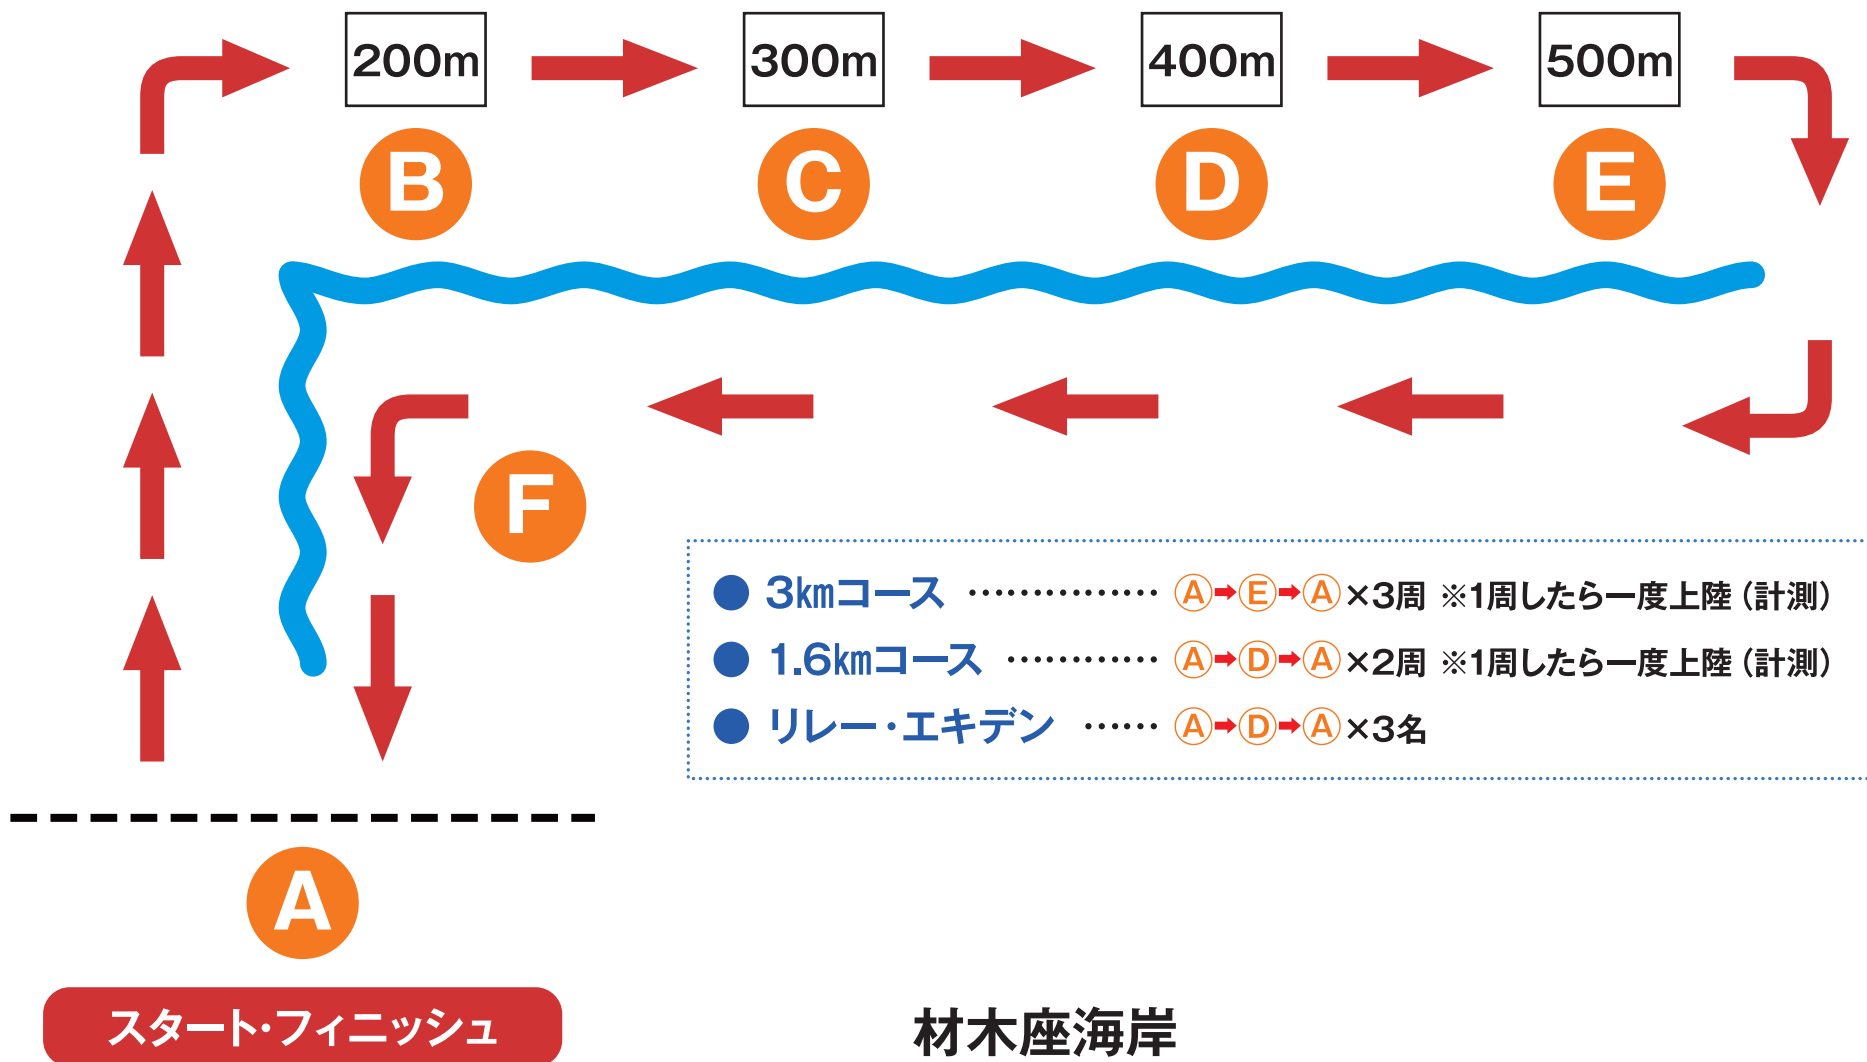 200m 300m 400m 500m
B C D E
F
● 3kmコース ‥‥‥‥‥‥‥ A➡E➡A×3周 ※1周したら一度上陸（計測）
● 1.6kmコース ‥‥‥‥‥‥ A➡D➡A×2周 ※1周したら一度上陸（計測）
● リレー・エキデン ‥‥‥ A➡D➡A×3名
A
スタート・フィニッシュ
材木座海岸